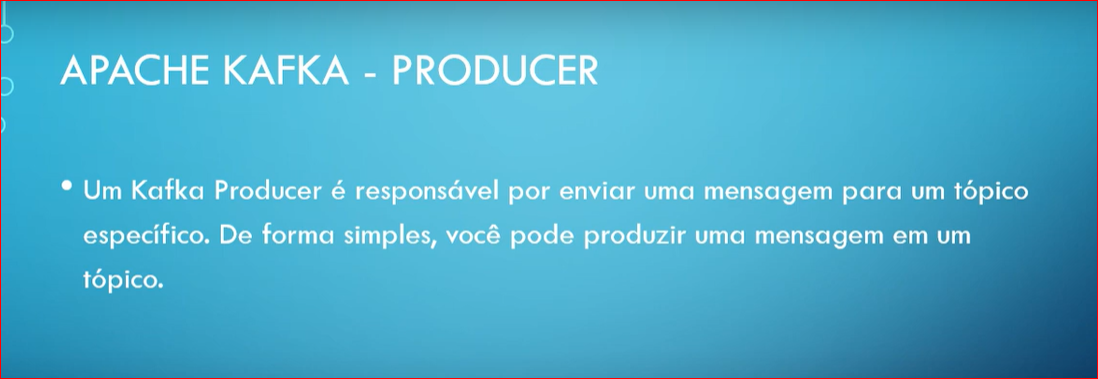 APACHE KAFKA - PRODUCER
• Um Kafka Producer é responsável por enviar uma mensagem para um tópico
específico. De forma simples, você pode produzir uma mensagem em um
tópico.